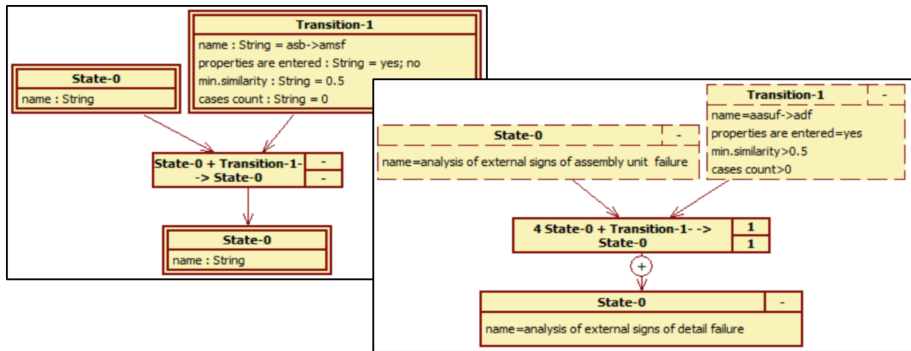 Transition-1
name : String = asb->amsf
properties are entered : String = yes; no
min.similarity : String = 0.5
cases count : String = 0
State-0
name : String
State-0 + Transition-1-
-> State-0
-
-
State-0
name : String
Transition-1
-
name=aasuf->adf
properties are entered=yes
min.similarity>0.5
cases count>0
State-0
-
name=analysis of external signs of assembly unit failure
4 State-0 + Transition-1- ->
State-0
1
1
+
State-0
-
name=analysis of external signs of detail failure